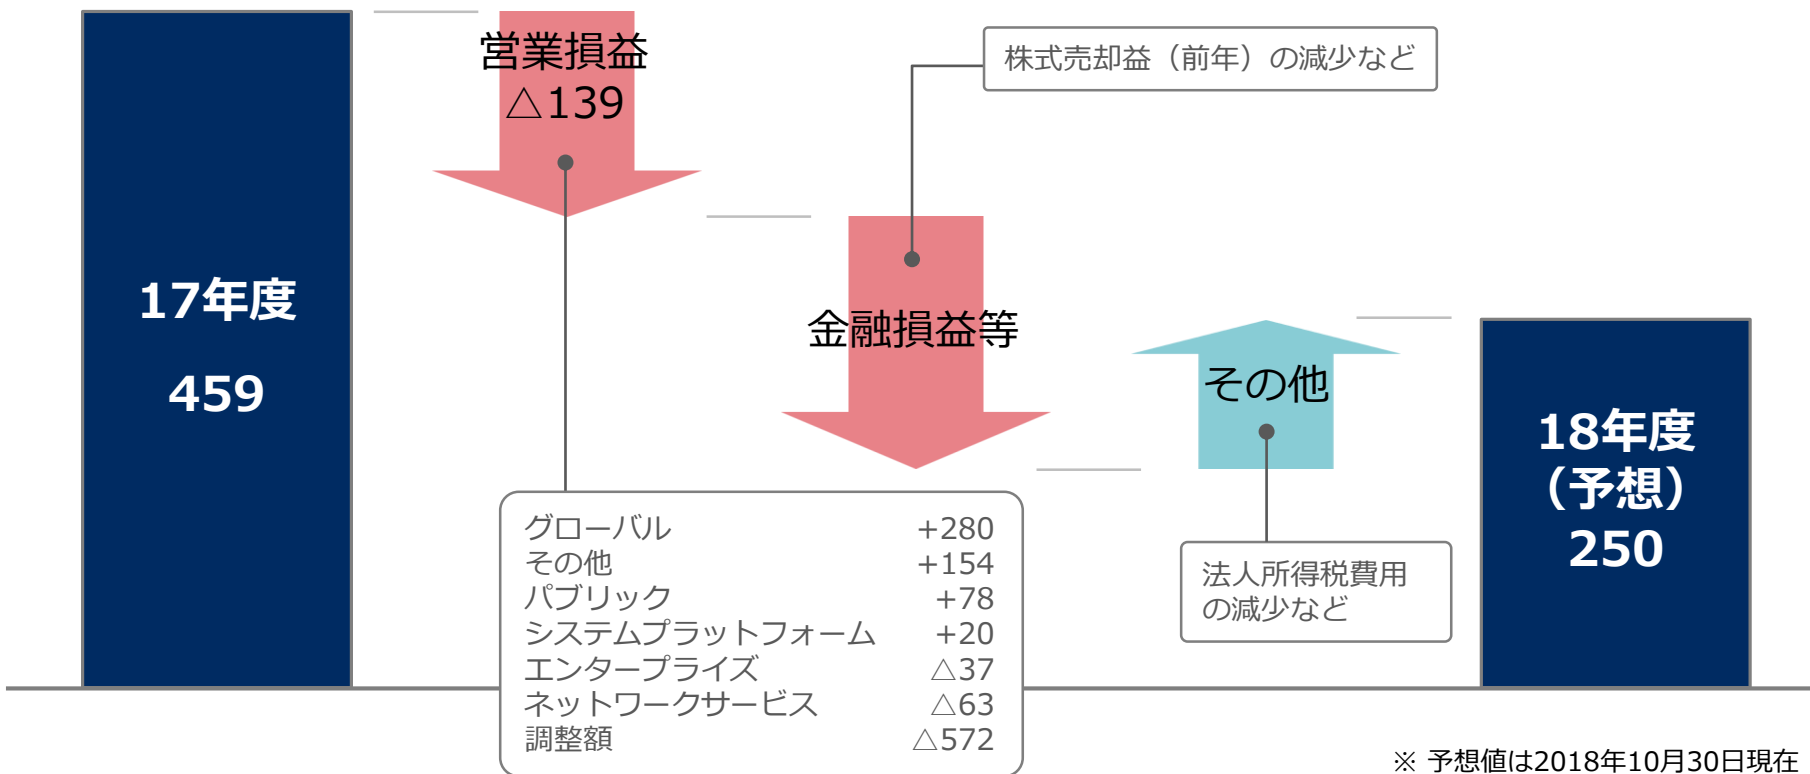 17年度
459
営業損益
△139
株式売却益（前年）の減少など
金融損益等
その他
18年度
（予想）
250
グローバル +280
その他 +154
パブリック +78
システムプラットフォーム +20
エンタープライズ △37
ネットワークサービス △63
調整額 △572
法人所得税費用
の減少など
※ 予想値は2018年10月30日現在